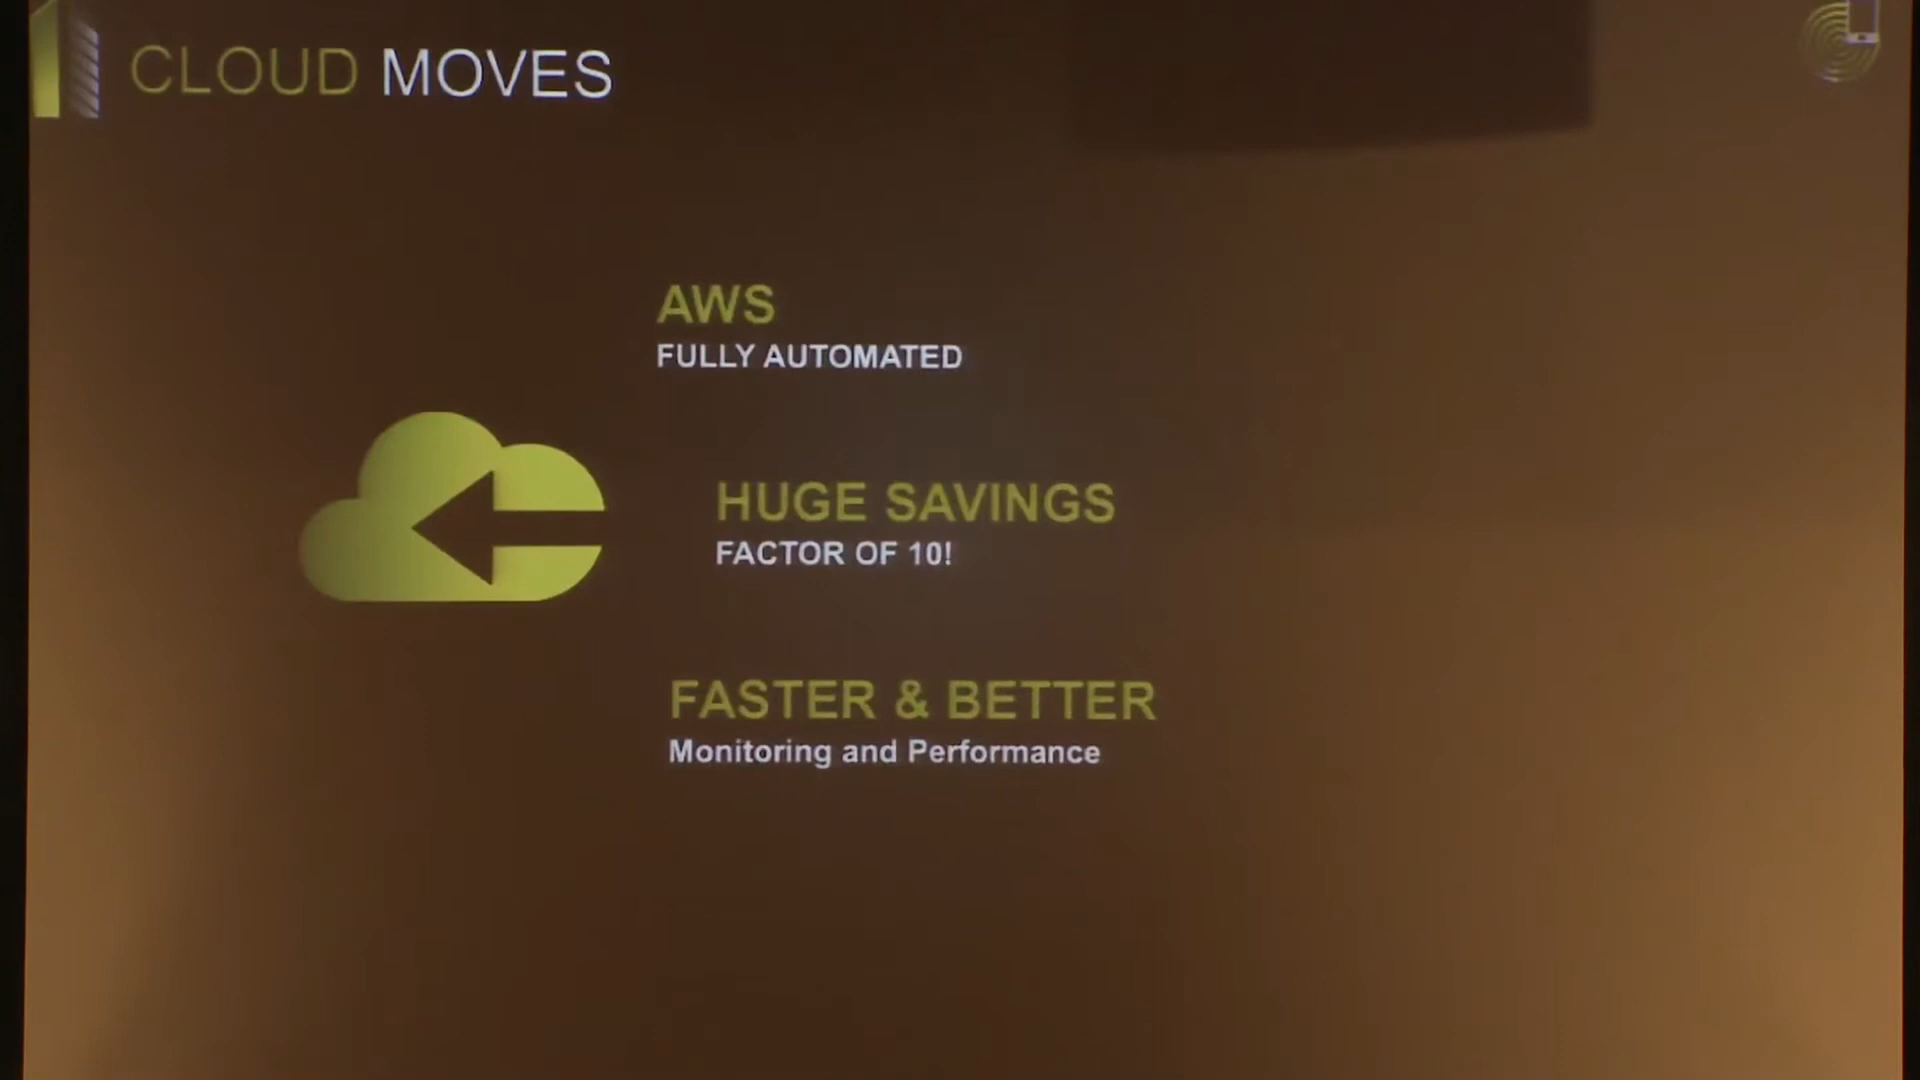 CLOUD MOVES
AWS
FULLY AUTOMATED
HUGE SAVINGS
FACTOR OF 10!
FASTER & BETTER
Monitoring and Performance